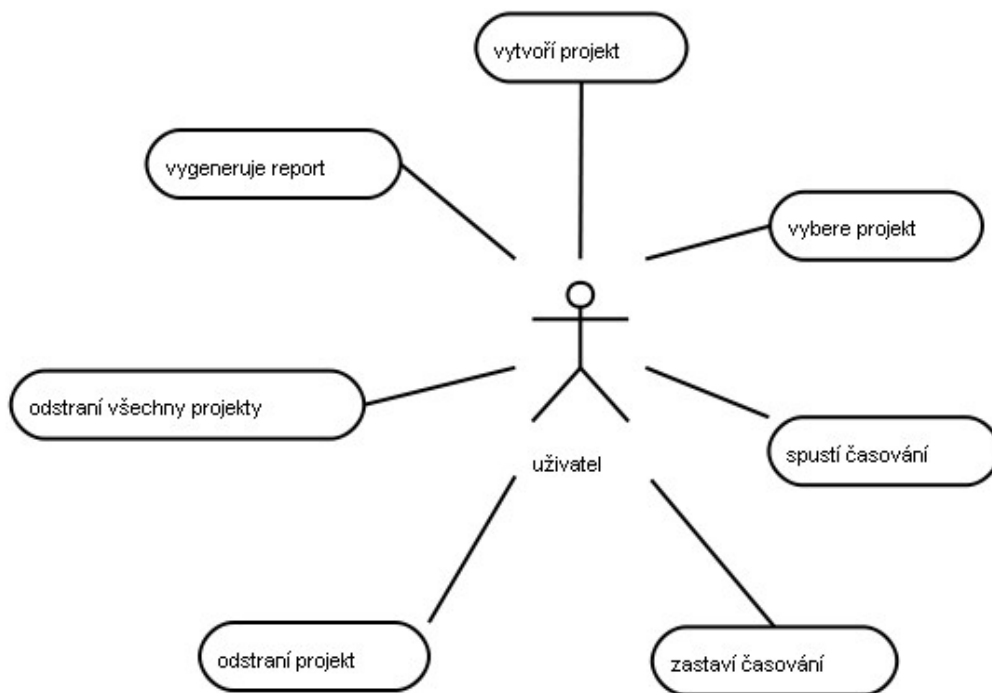 vytvoří projekt
vygeneruje report
vybere projekt
odstraní všechny projekty
spustí časování
uživatel
odstraní projekt
zastaví časování